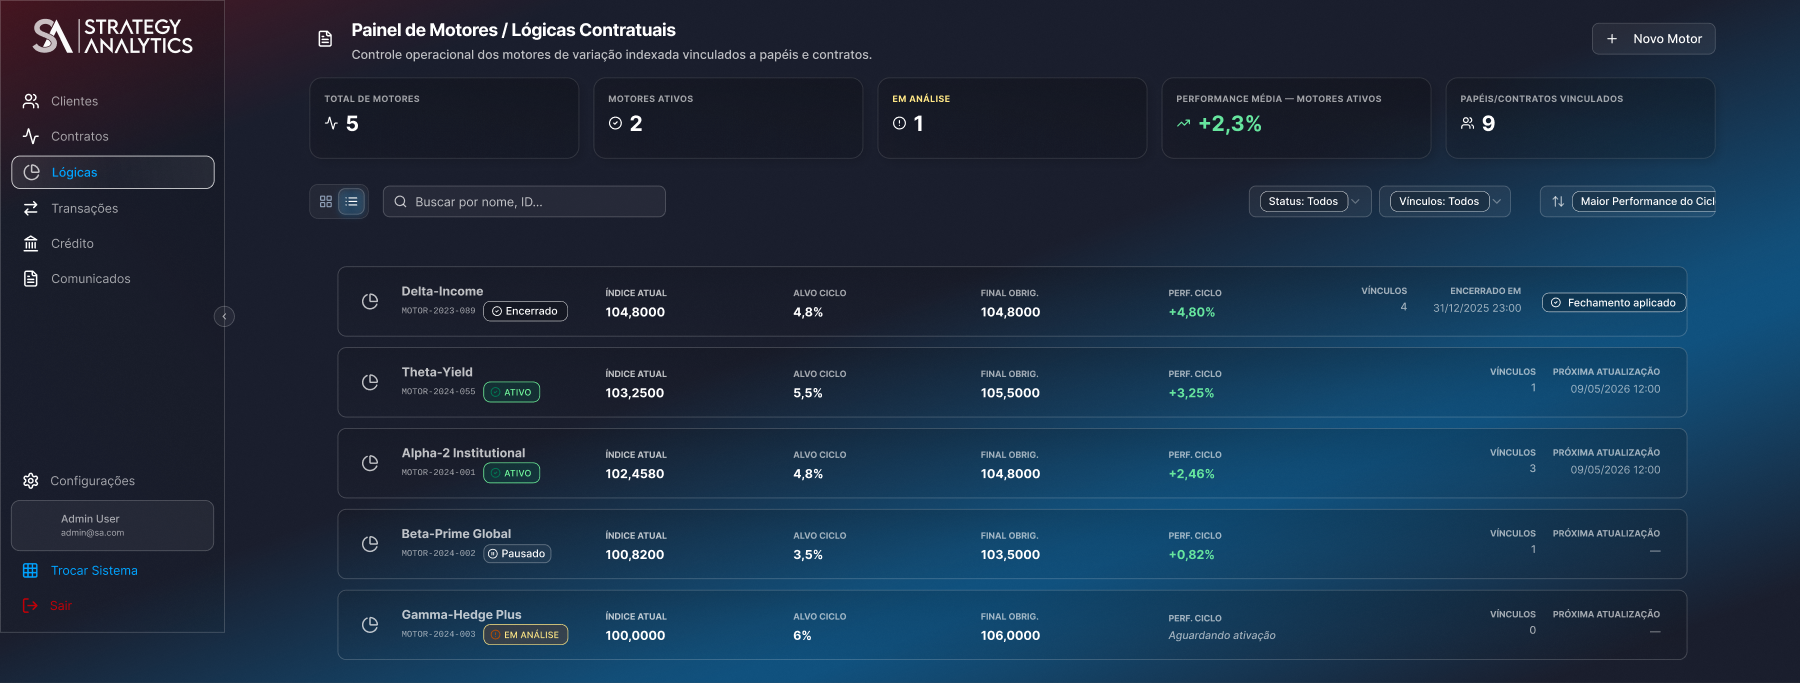 STRATEGY
ANALYTICS
Clientes
Contratos
Lógicas
Transações
Crédito
Comunicados
Configurações
Admin User
admin@sa.com
Trocar Sistema
Sair
Painel de Motores / Lógicas Contratuais
Controle operacional dos motores de variação indexada vinculados a papéis e contratos.
Novo Motor
TOTAL DE MOTORES
5
MOTORES ATIVOS
2
EM ANÁLISE
1
PERFORMANCE MÉDIA — MOTORES ATIVOS
+2,3%
PAPÉIS/CONTRATOS VINCULADOS
9
Buscar por nome, ID...
Status: Todos
Vínculos: Todos
Maior Performance do Cicl
Delta-Income
MOTOR-2023-089 Encerrado
ÍNDICE ATUAL
104,8000
ALVO CICLO
4,8%
FINAL OBRIG.
104,8000
PERF. CICLO
+4,80%
VÍNCULOS
4
ENCERRADO EM
31/12/2025 23:00
Fechamento aplicado
Theta-Yield
MOTOR-2024-055 ATIVO
ÍNDICE ATUAL
103,2500
ALVO CICLO
5,5%
FINAL OBRIG.
105,5000
PERF. CICLO
+3,25%
VÍNCULOS
1
PRÓXIMA ATUALIZAÇÃO
09/05/2026 12:00
Alpha-2 Institutional
MOTOR-2024-001 ATIVO
ÍNDICE ATUAL
102,4580
ALVO CICLO
4,8%
FINAL OBRIG.
104,8000
PERF. CICLO
+2,46%
VÍNCULOS
3
PRÓXIMA ATUALIZAÇÃO
09/05/2026 12:00
Beta-Prime Global
MOTOR-2024-002 Pausado
ÍNDICE ATUAL
100,8200
ALVO CICLO
3,5%
FINAL OBRIG.
103,5000
PERF. CICLO
+0,82%
VÍNCULOS
1
PRÓXIMA ATUALIZAÇÃO
—
Gamma-Hedge Plus
MOTOR-2024-003 EM ANÁLISE
ÍNDICE ATUAL
100,0000
ALVO CICLO
6%
FINAL OBRIG.
106,0000
PERF. CICLO
Aguardando ativação
VÍNCULOS
0
PRÓXIMA ATUALIZAÇÃO
—